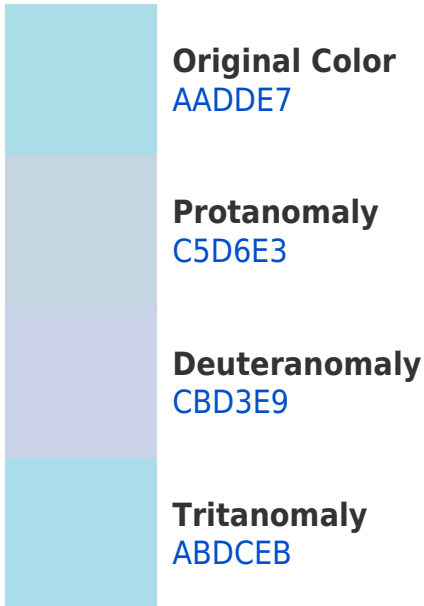 Original Color
AADDE7
Protanomaly
C5D6E3
Deuteranomaly
CBD3E9
Tritanomaly
ABDCEB